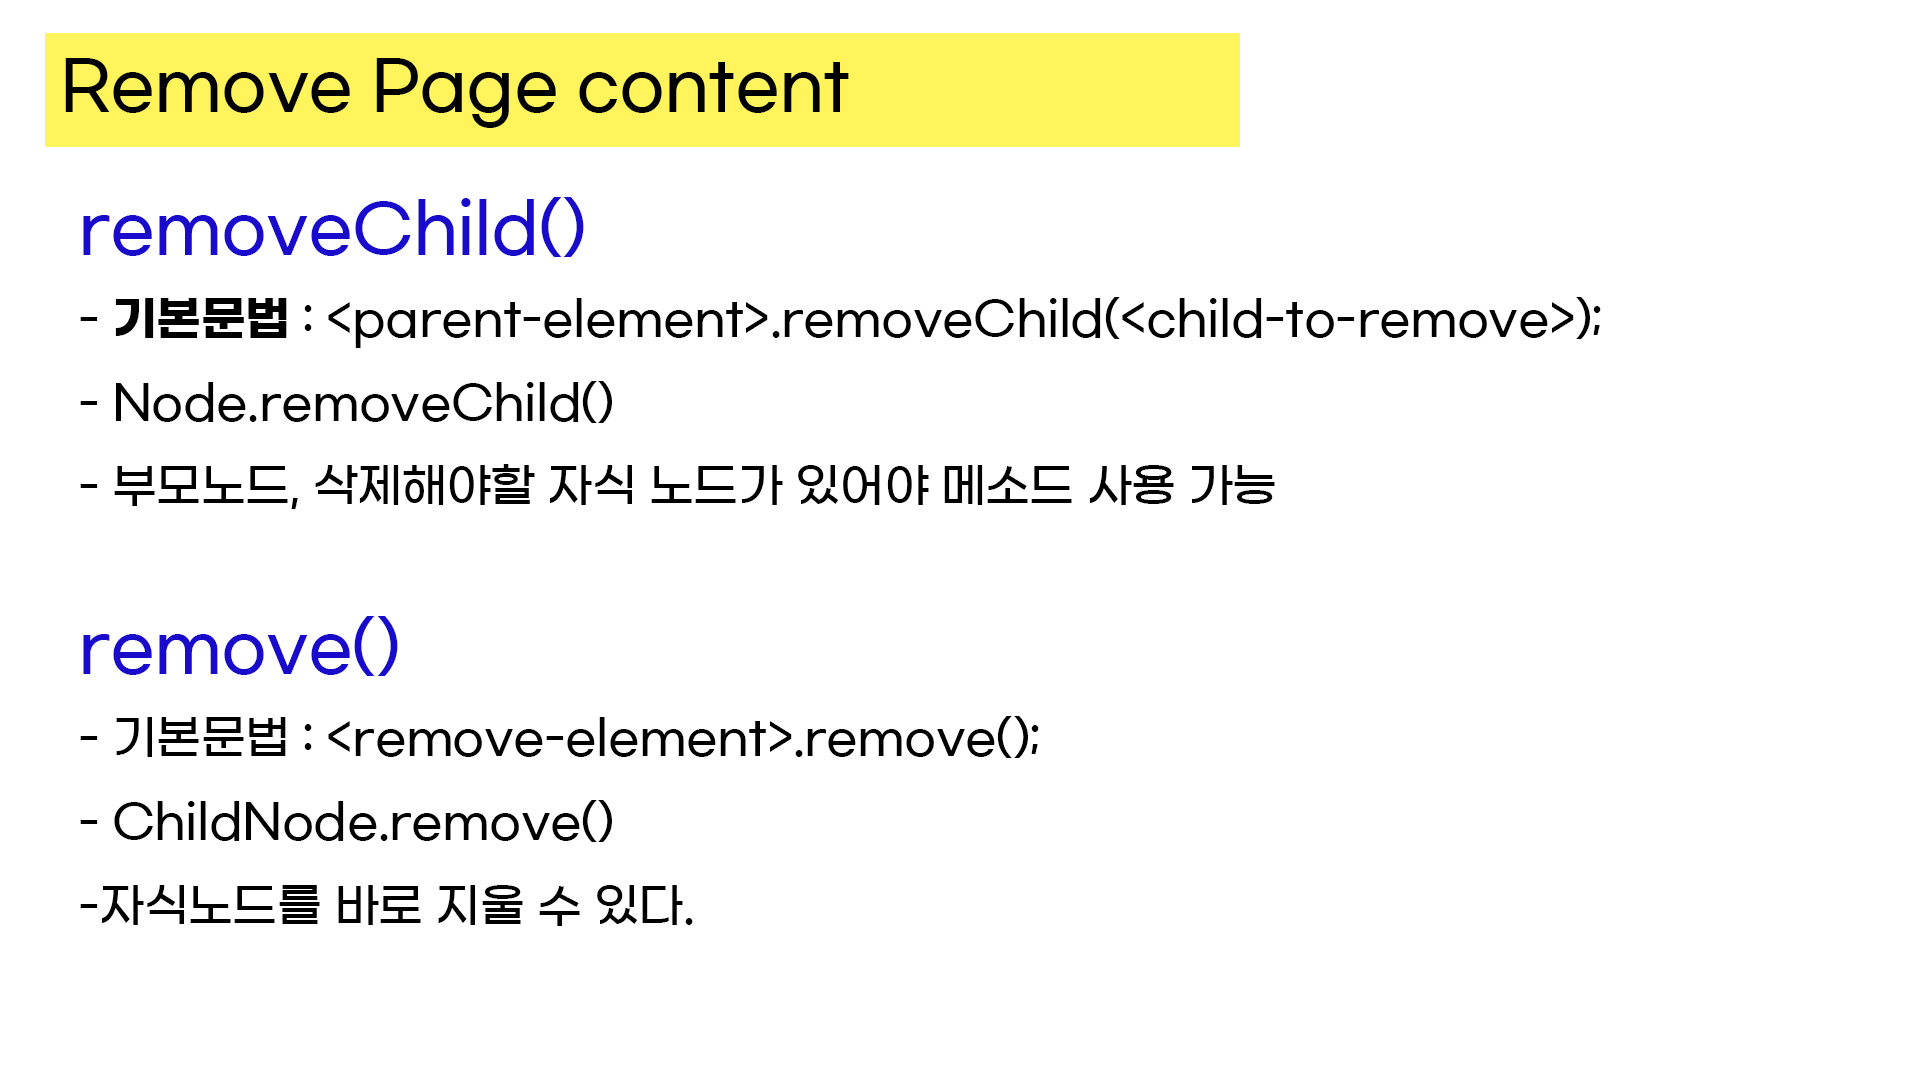 Remove Page content
removeChild()
- 기본문법 : <parent-element>.removeChild(<child-to-remove>);
- Node.removeChild()
- 부모노드, 삭제해야할 자식 노드가 있어야 메소드 사용 가능
remove()
- 기본문법 : <remove-element>.remove();
- ChildNode.remove()
-자식노드를 바로 지울 수 있다.